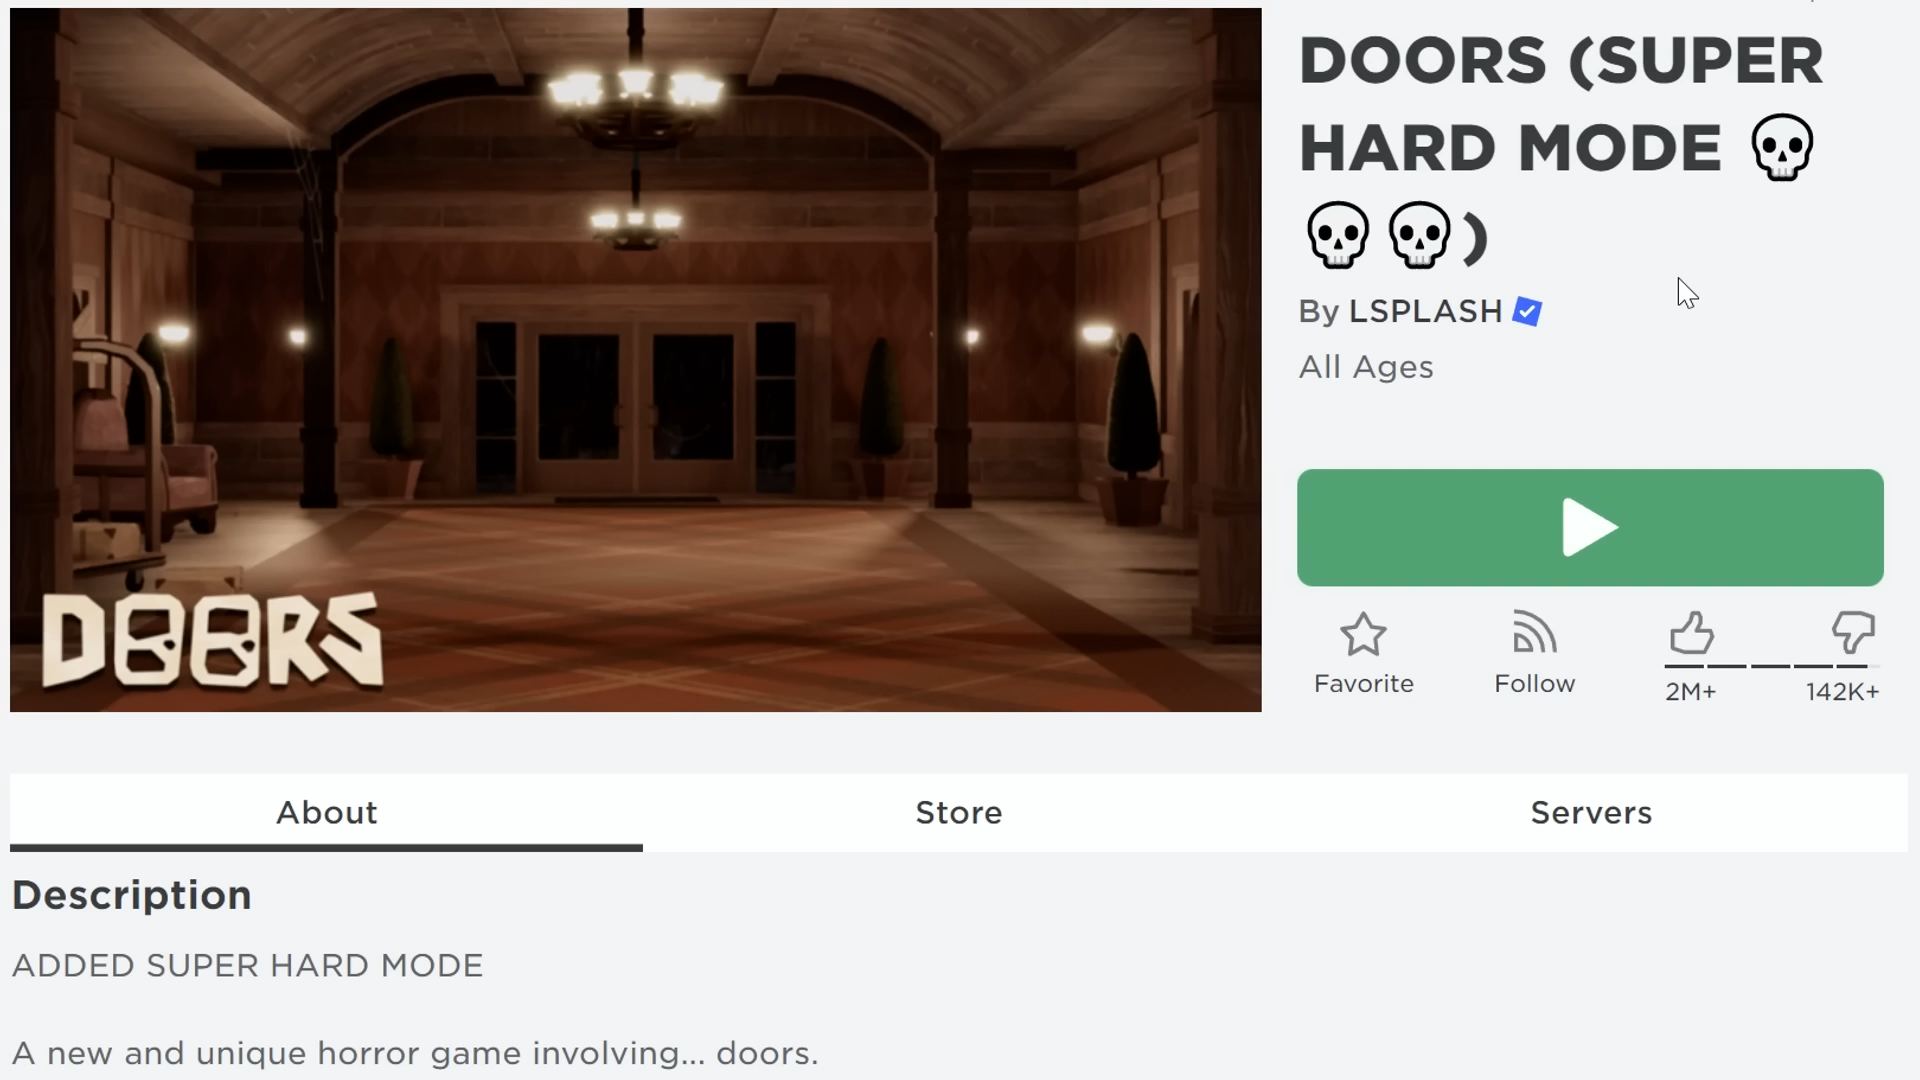 DOORS (SUPER
HARD MODE 💀
💀💀)
By LSPLASH
All Ages
DOORS
Favorite
Follow
2M+
142K+
About
Store
Servers
Description
ADDED SUPER HARD MODE
A new and unique horror game involving... doors.